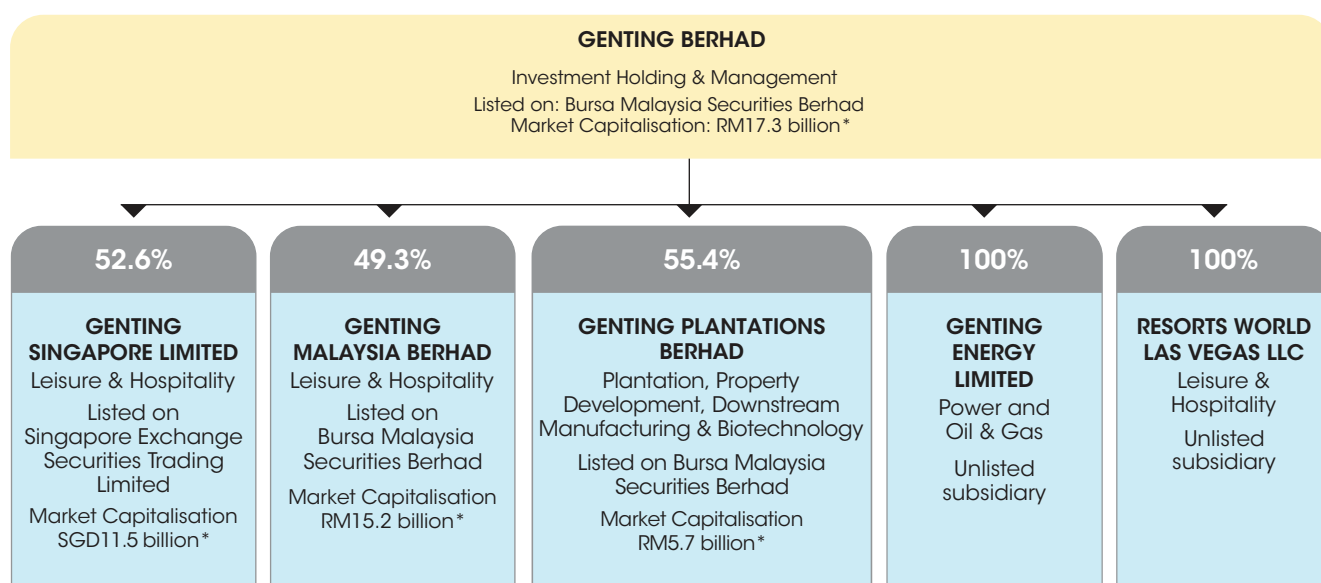 GENTING BERHAD
Investment Holding & Management
Listed on: Bursa Malaysia Securities Berhad
Market Capitalisation: RM17.3 billion*
52.6%
GENTING
SINGAPORE LIMITED
Leisure & Hospitality
Listed on
Singapore Exchange
Securities Trading
Limited
Market Capitalisation
SGD11.5 billion*
49.3%
GENTING
MALAYSIA BERHAD
Leisure & Hospitality
Listed on
Bursa Malaysia
Securities Berhad
Market Capitalisation
RM15.2 billion*
55.4%
GENTING PLANTATIONS
BERHAD
Plantation, Property
Development, Downstream
Manufacturing & Biotechnology
Listed on Bursa Malaysia
Securities Berhad
Market Capitalisation
RM5.7 billion*
100%
GENTING
ENERGY
LIMITED
Power and
Oil & Gas
Unlisted
subsidiary
100%
RESORTS WORLD
LAS VEGAS LLC
Leisure &
Hospitality
Unlisted
subsidiary